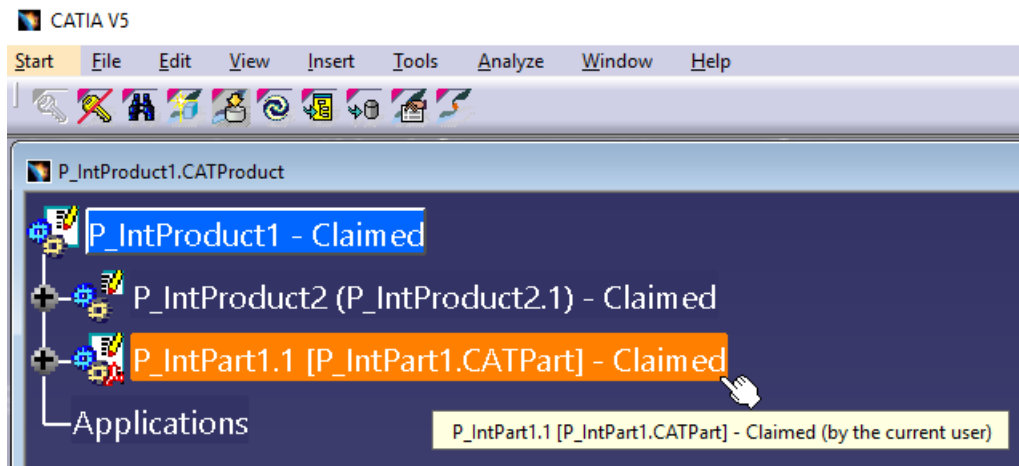 CATIA V5
Start File Edit View Insert Tools Analyze Window Help
P_IntProduct1.CATProduct
P_IntProduct1 - Claimed
P_IntProduct2 (P_IntProduct2.1) - Claimed
P_IntPart1.1 [P_IntPart1.CATPart] - Claimed
Applications
P_IntPart1.1 [P_IntPart1.CATPart] - Claimed (by the current user)